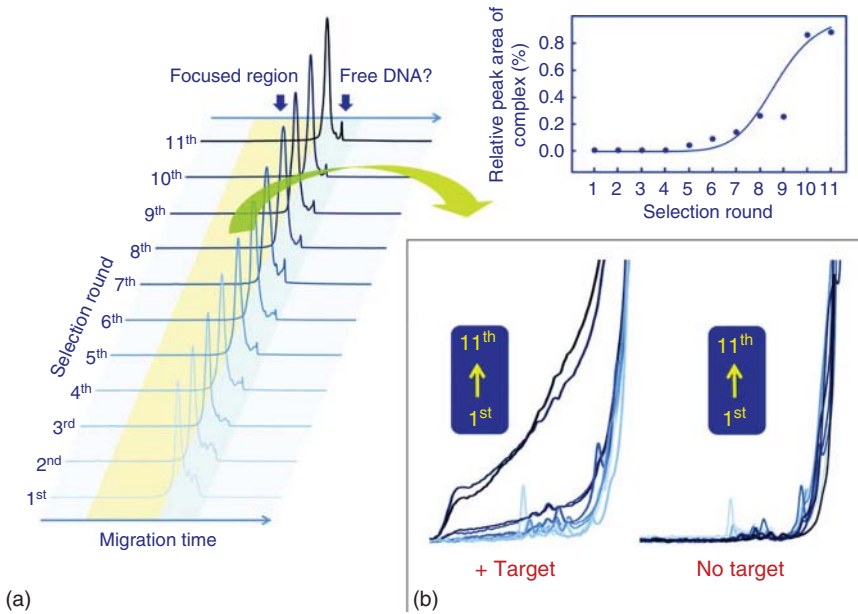 Focused region
Free DNA?
11th
10th
9th
8th
7th
6th
5th
4th
3rd
2nd
1st
Selection round
Migration time
(a)
Relative peak area of
complex (%)
0.8
0.6
0.4
0.2
0.0
1 2 3 4 5 6 7 8 9 10 11
Selection round
11th
1st
+ Target
11th
1st
No target
(b)